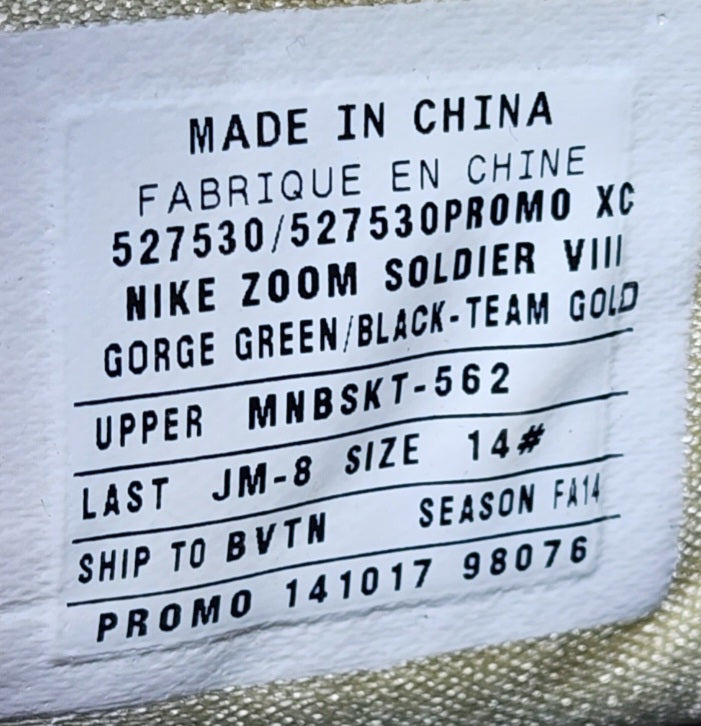 MADE IN CHINA
FABRIQUE EN CHINE
527530/527530PROMO XC
NIKE ZOOM SOLDIER VIII
GORGE GREEN/BLACK-TEAM GOLD
UPPER MNBSKT-562
LAST JM-8 SIZE 14#
SHIP TO BVTN SEASON FA14
PROMO 141017 98076